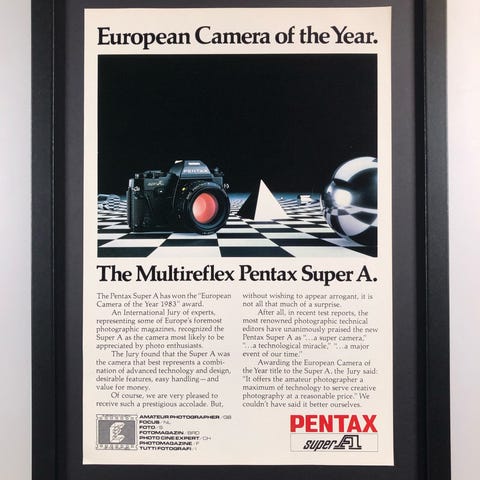 European Camera of the Year.
PENTAX
The Multireflex Pentax Super A.
The Pentax Super A has won the "European
Camera of the Year 1983" award.
An International Jury of experts,
representing some of Europe's foremost
photographic magazines, recognized the
Super A as the camera most likely to be
appreciated by photo enthusiasts.
The Jury found that the Super A was
the camera that best represents a combi-
nation of advanced technology and design,
desirable features, easy handling—and
value for money.
Of course, we are very pleased to
receive such a prestigious accolade. But,
without wishing to appear arrogant, it is
not all that much of a surprise.
After all, in recent test reports, the
most renowned photographic technical
editors have unanimously praised the new
Pentax Super A as "...a super camera,"
"...a technological miracle," "...a major
event of our time."
Awarding the European Camera of
the Year title to the Super A, the Jury said:
"It offers the amateur photographer a
maximum of technology to serve creative
photography at a reasonable price." We
couldn't have said it better ourselves.
AMATEUR PHOTOGRAPHER/GB
FOCUS/NL
FOTO/S
FOTOMAGAZIN/BRD
PHOTO CINE EXPERT/CH
PHOTOMAGAZINE/F
TUTTI FOTOGRAFI/I
PENTAX
super A